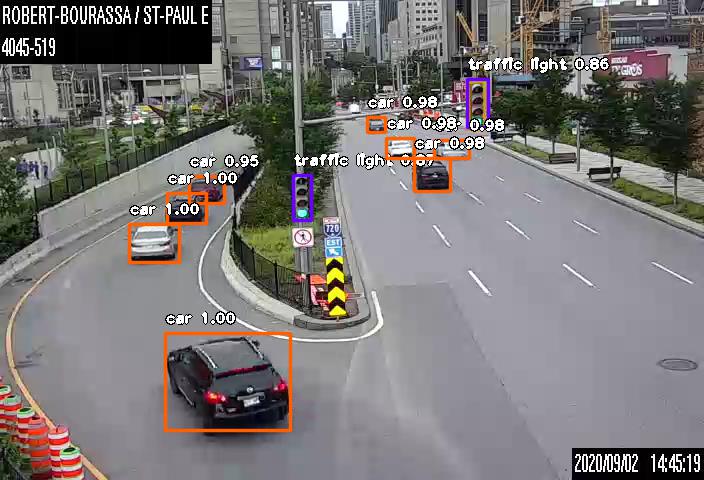 ROBERT-BOURASSA / ST-PAUL E
4045-519
traffic light 0.86
car 0.98
car 0.98
0.98
car 0.98
car 0.95
traffic light 0.87
car 1.00
car 1.00
720
EST
car 1.00
GROS
2020/09/02 14:45:19